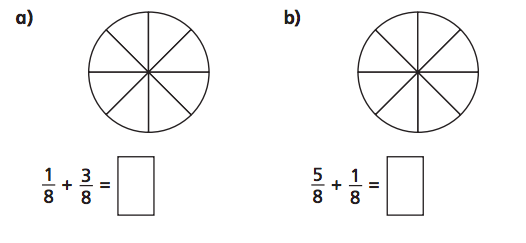 a) b)
1/8 + 3/8 = 5/8 + 1/8 =